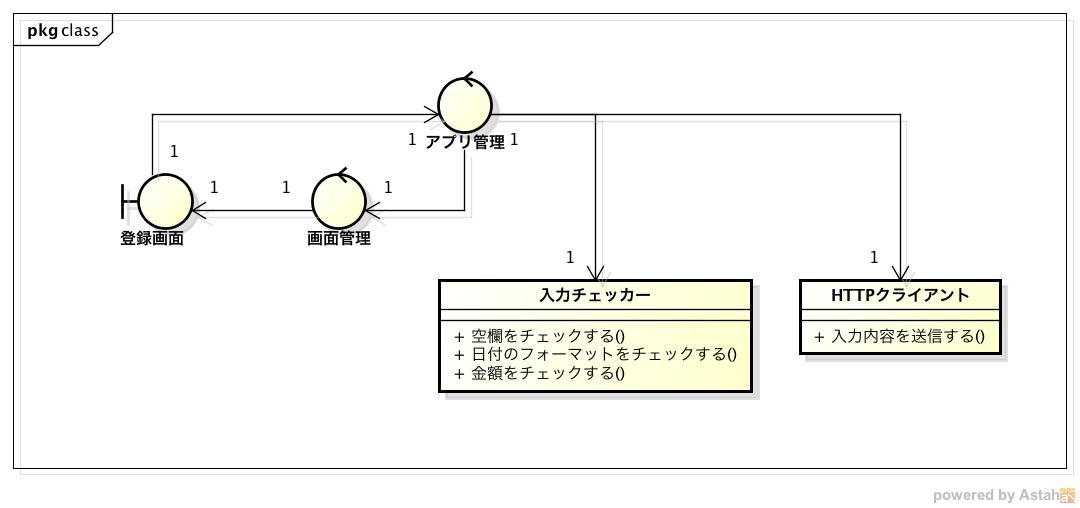 pkg class
アプリ管理
1
1
1
登録画面
1
1
画面管理
1
1
入力チェッカー
+ 空欄をチェックする()
+ 日付のフォーマットをチェックする()
+ 金額をチェックする()
1
HTTPクライアント
+ 入力内容を送信する()
powered by Astah